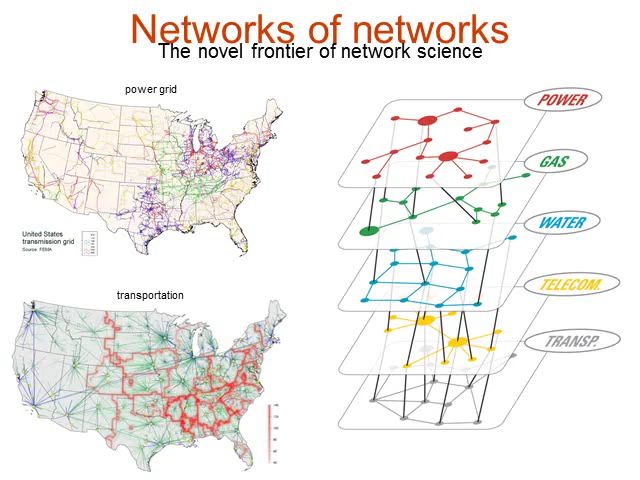 Networks of networks
The novel frontier of network science
power grid
United States
transmission grid
Source: FEMA
transportation
POWER
GAS
WATER
TELECOM.
TRANSP.